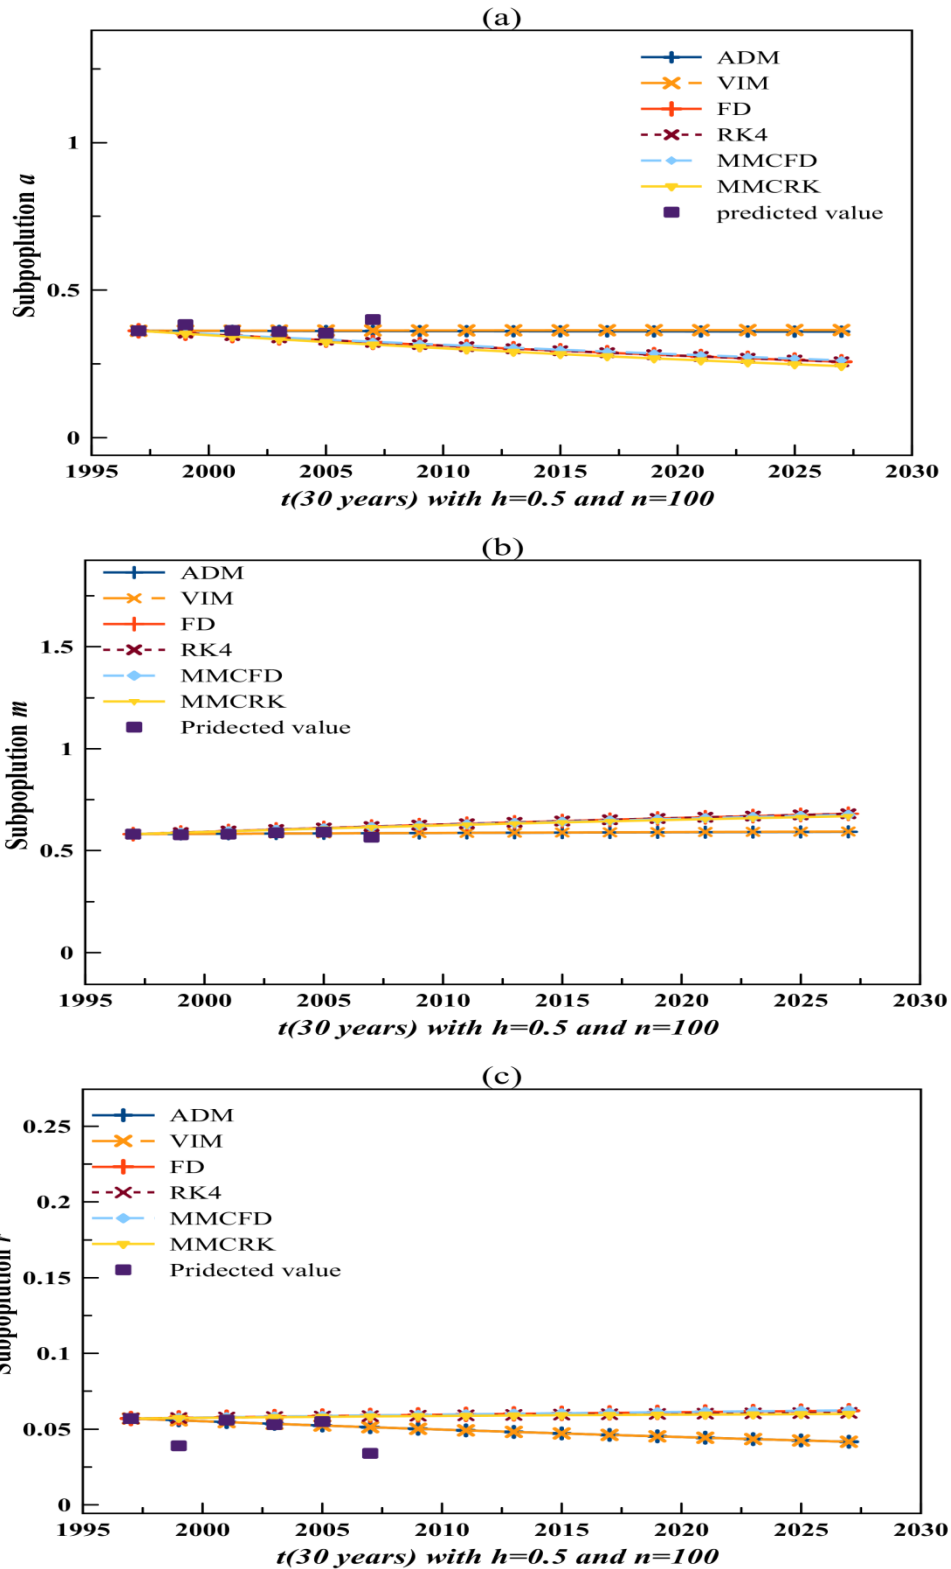 (a)
ADM
VIM
FD
RK4
MMCFD
MMCRK
predicted value
Subpoplution a
1
0.5
0
1995 2000 2005 2010 2015 2020 2025 2030
t(30 years) with h=0.5 and n=100
(b)
ADM
VIM
FD
RK4
MMCFD
MMCRK
Pridected value
Subpoplution m
1.5
1
0.5
0
1995 2000 2005 2010 2015 2020 2025 2030
t(30 years) with h=0.5 and n=100
(c)
ADM
VIM
FD
RK4
MMCFD
MMCRK
Pridected value
Subpoplution r
0.25
0.2
0.15
0.1
0.05
0
1995 2000 2005 2010 2015 2020 2025 2030
t(30 years) with h=0.5 and n=100